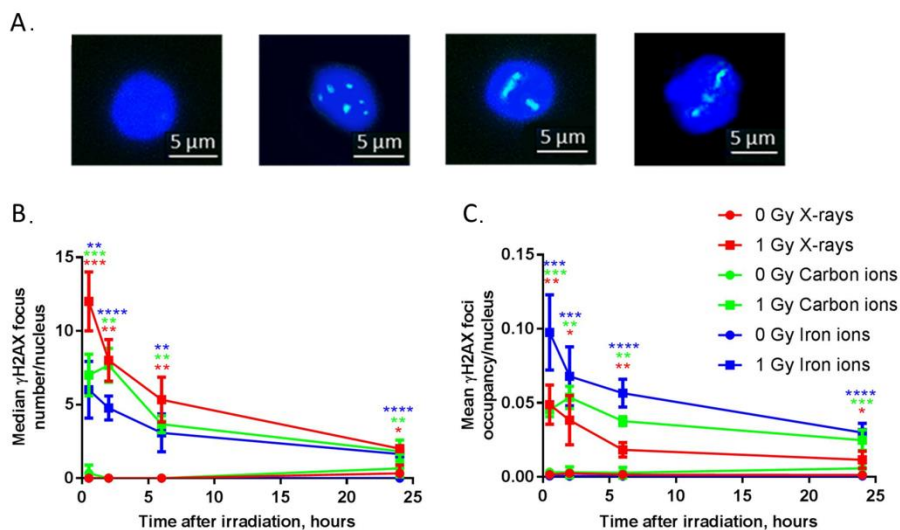 A.
5 µm
5 µm
5 µm
5 µm
B.
**
***
***
****
**
**
**
**
**
****
**
*
15
10
5
0
0
5
10
15
20
25
Median γH2AX focus
number/nucleus
Time after irradiation, hours
C.
***
***
**
***
**
*
****
**
**
****
***
*
0.15
0.10
0.05
0.00
0
5
10
15
20
25
Mean γH2AX foci
occupancy/nucleus
Time after irradiation, hours
0 Gy X-rays
1 Gy X-rays
0 Gy Carbon ions
1 Gy Carbon ions
0 Gy Iron ions
1 Gy Iron ions